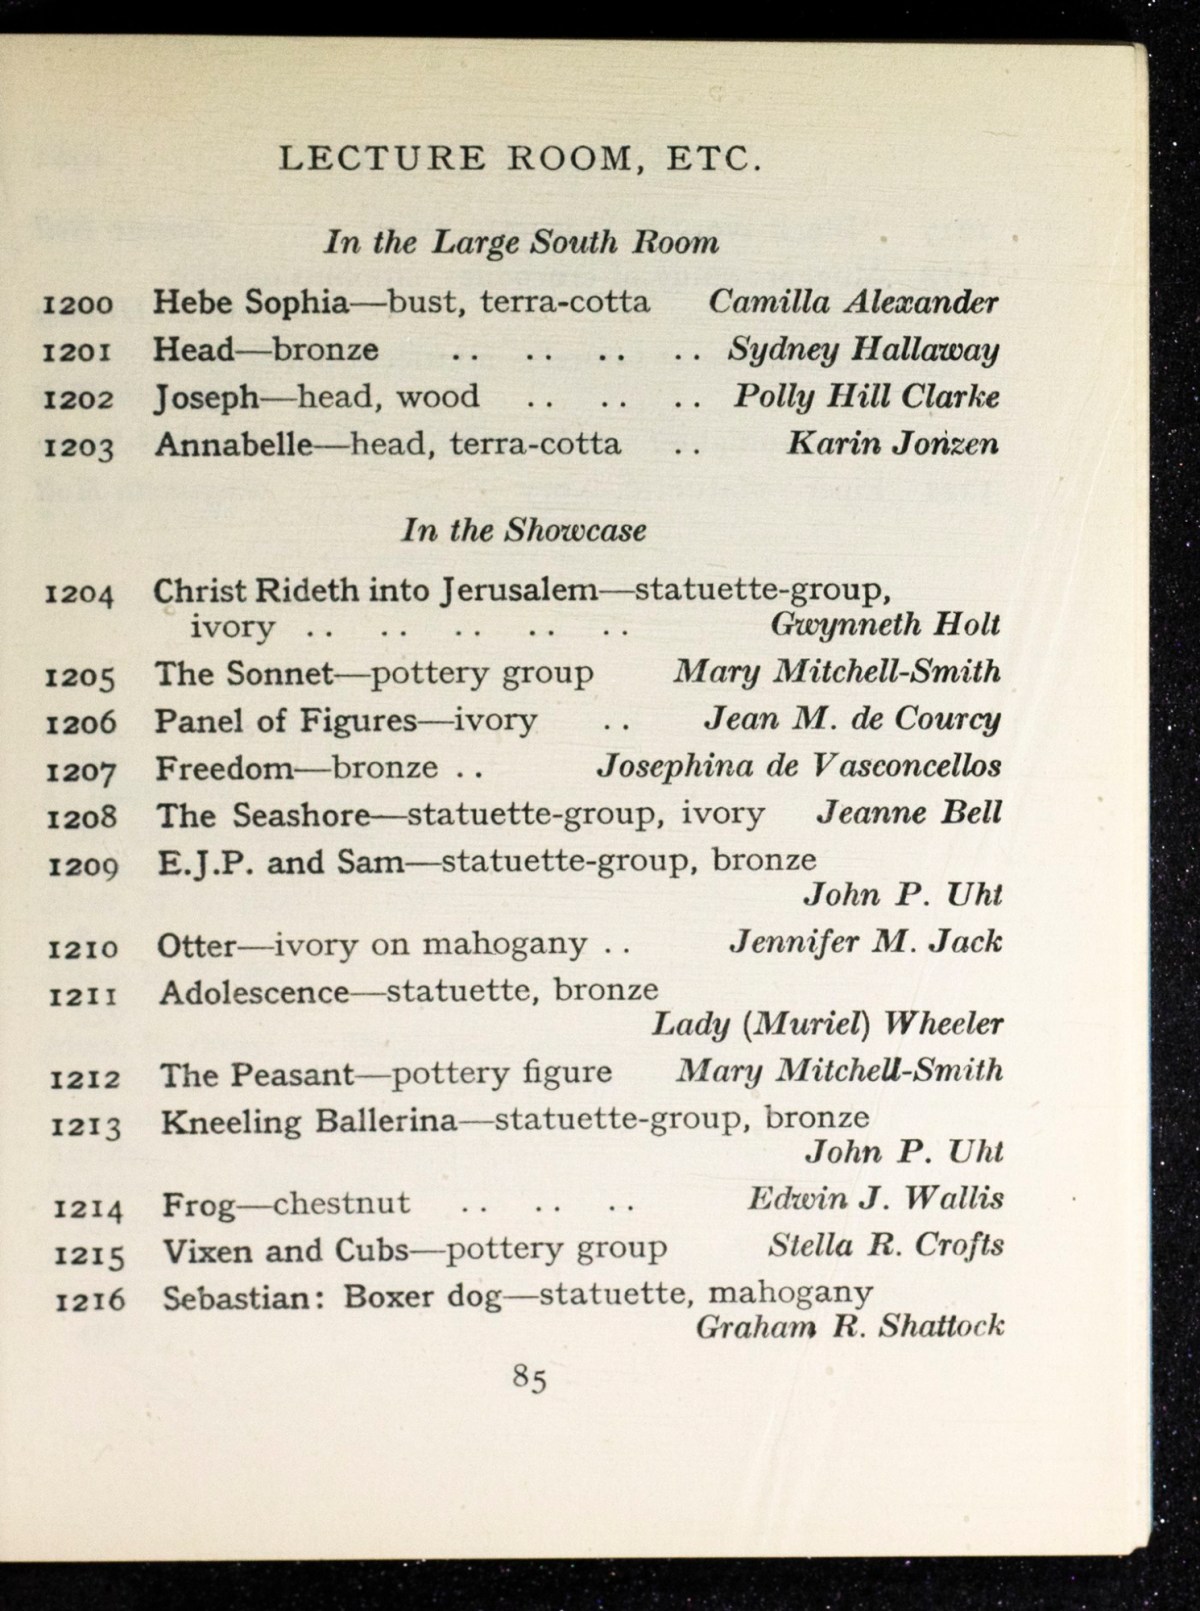 LECTURE ROOM, ETC.
In the Large South Room
1200 Hebe Sophia—bust, terra-cotta Camilla Alexander
1201 Head—bronze .. .. .. .. Sydney Hallaway
1202 Joseph—head, wood .. .. .. Polly Hill Clarke
1203 Annabelle—head, terra-cotta .. Karin Jonzen
In the Showcase
1204 Christ Rideth into Jerusalem—statuette-group,
ivory .. .. .. .. .. Gwynneth Holt
1205 The Sonnet—pottery group Mary Mitchell-Smith
1206 Panel of Figures—ivory .. Jean M. de Courcy
1207 Freedom—bronze .. Josephina de Vasconcellos
1208 The Seashore—statuette-group, ivory Jeanne Bell
1209 E.J.P. and Sam—statuette-group, bronze
John P. Uht
1210 Otter—ivory on mahogany .. Jennifer M. Jack
1211 Adolescence—statuette, bronze
Lady (Muriel) Wheeler
1212 The Peasant—pottery figure Mary Mitchell-Smith
1213 Kneeling Ballerina—statuette-group, bronze
John P. Uht
1214 Frog—chestnut .. .. .. Edwin J. Wallis
1215 Vixen and Cubs—pottery group Stella R. Crofts
1216 Sebastian: Boxer dog—statuette, mahogany
Graham R. Shattock
85